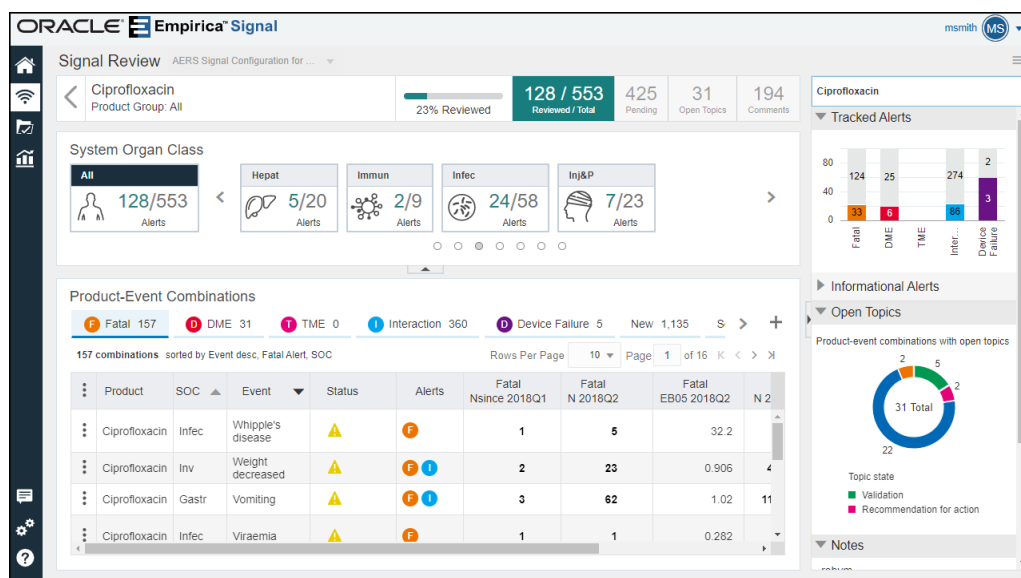 ORACLE® Empirica™ Signal
msmith MS
Signal Review AERS Signal Configuration for ...
Ciprofloxacin
Product Group: All
23% Reviewed
128 / 553
Reviewed / Total
425
Pending
31
Open Topics
194
Comments
System Organ Class
All
128/553
Alerts
Hepat
5/20
Alerts
Immun
2/9
Alerts
Infec
24/58
Alerts
Inj&P
7/23
Alerts
Product-Event Combinations
F Fatal 157 D DME 31 T TME 0 I Interaction 360 D Device Failure 5 New 1,135 S
157 combinations sorted by Event desc, Fatal Alert, SOC
Rows Per Page 10 Page 1 of 16
Product SOC Event Status Alerts Fatal Nsince 2018Q1 Fatal N 2018Q2 Fatal EB05 2018Q2 N 2
Ciprofloxacin Infec Whipple's disease F 1 5 32.2
Ciprofloxacin Inv Weight decreased F I 2 23 0.906 4
Ciprofloxacin Gastr Vomiting F I 3 62 1.02 11
Ciprofloxacin Infec Viraemia F 1 1 0.282
Ciprofloxacin
Tracked Alerts
80
40
0
124
33
25
6
274
86
2
3
Fatal
DME
TME
Inter...
Device Failure
Informational Alerts
Open Topics
Product-event combinations with open topics
2
5
2
22
31 Total
Topic state
Validation
Recommendation for action
Notes